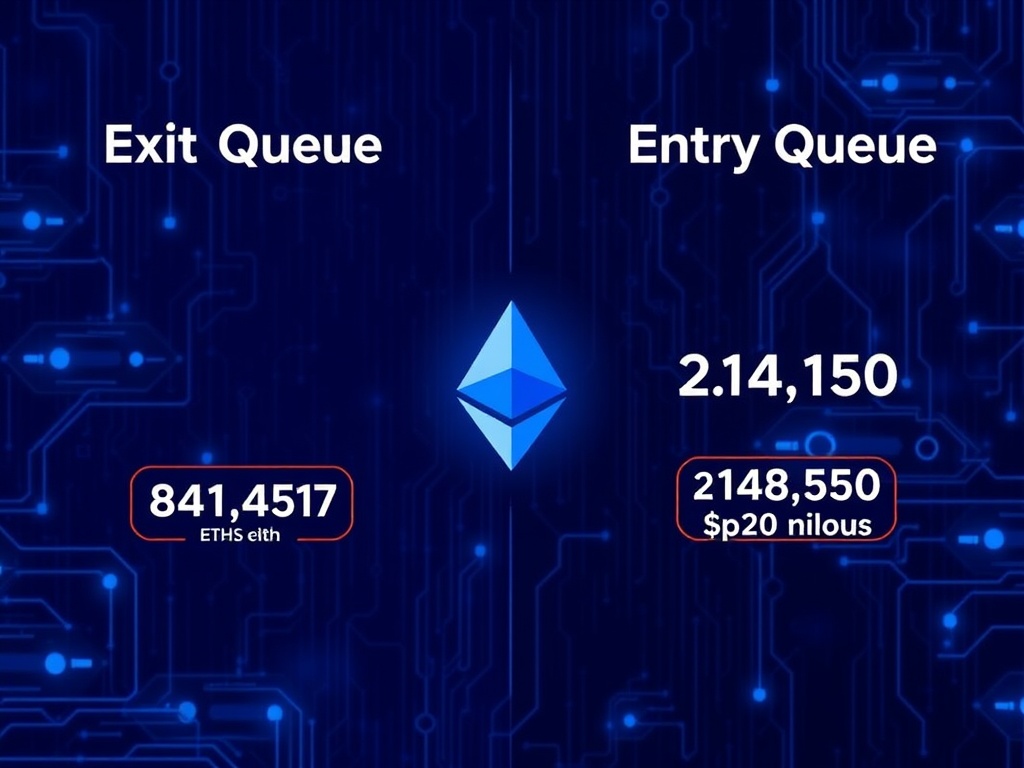 Exit Queue
Entry Queue
2.14,150
841,4517
ETHS elth
2148,550
$p20 nilous